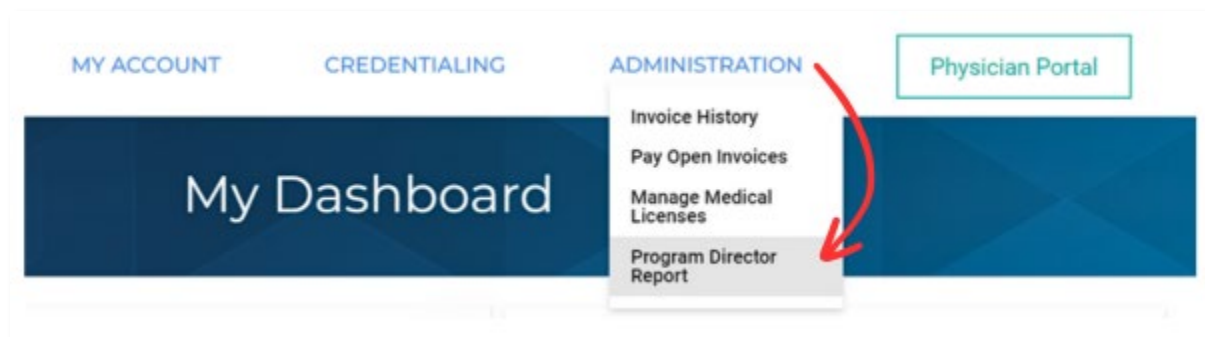 MY ACCOUNT CREDENTIALING ADMINISTRATION Physician Portal
My Dashboard
Invoice History
Pay Open Invoices
Manage Medical
Licenses
Program Director
Report